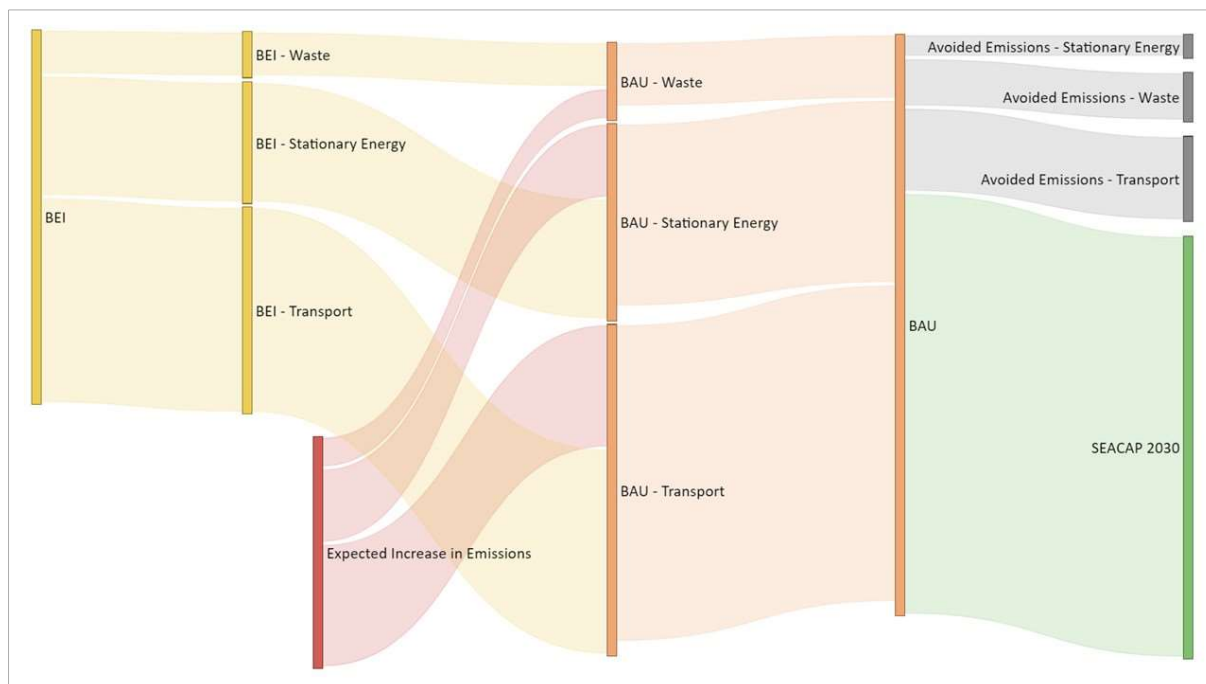 BEI
BEI - Waste
BEI - Stationary Energy
BEI - Transport
Expected Increase in Emissions
BAU - Waste
BAU - Stationary Energy
BAU - Transport
BAU
Avoided Emissions - Stationary Energy
Avoided Emissions - Waste
Avoided Emissions - Transport
SEACAP 2030